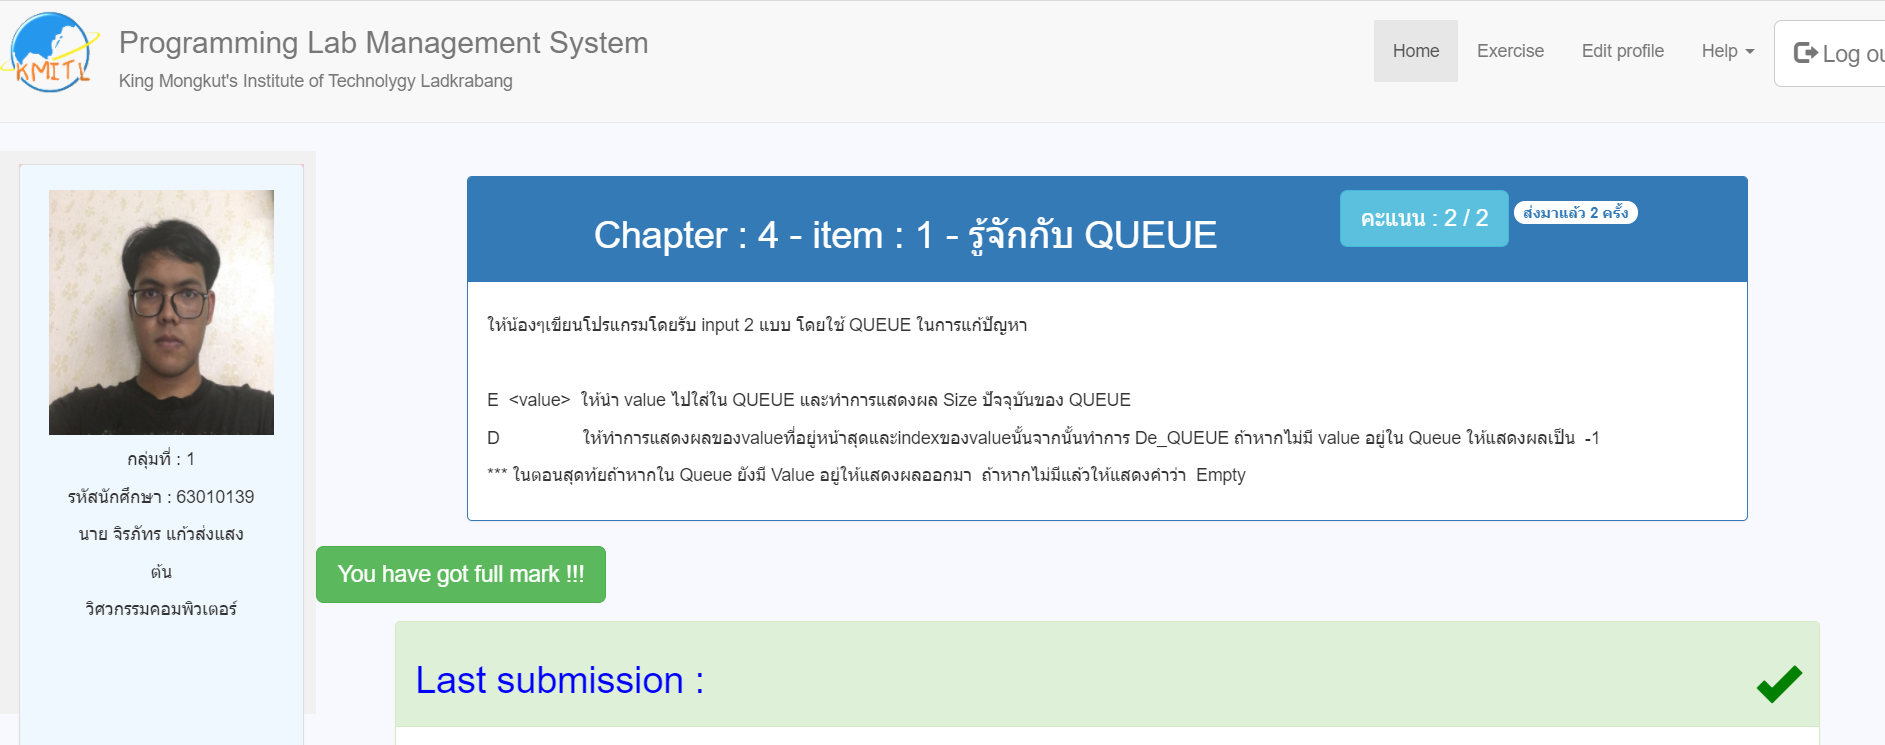 KMITL
Programming Lab Management System
King Mongkut's Institute of Technolygy Ladkrabang
Home
Exercise
Edit profile
Help
Log ou
กลุ่มที่ : 1
รหัสนักศึกษา : 63010139
นาย จิรภัทร แก้วส่งแสง
ต้น
วิศวกรรมคอมพิวเตอร์
Chapter : 4 - item : 1 - รู้จักกับ QUEUE
คะแนน : 2 / 2
ส่งมาแล้ว 2 ครั้ง
ให้น้องๆเขียนโปรแกรมโดยรับ input 2 แบบ โดยใช้ QUEUE ในการแก้ปัญหา
E <value> ให้นำ value ไปใส่ใน QUEUE และทำการแสดงผล Size ปัจจุบันของ QUEUE
D ให้ทำการแสดงผลของvalueที่อยู่หน้าสุดและindexของvalueนั้นจากนั้นทำการ De_QUEUE ถ้าหากไม่มี value อยู่ใน Queue ให้แสดงผลเป็น -1
*** ในตอนสุดท้ยถ้าหากใน Queue ยังมี Value อยู่ให้แสดงผลออกมา ถ้าหากไม่มีแล้วให้แสดงคำว่า Empty
You have got full mark !!!
Last submission :